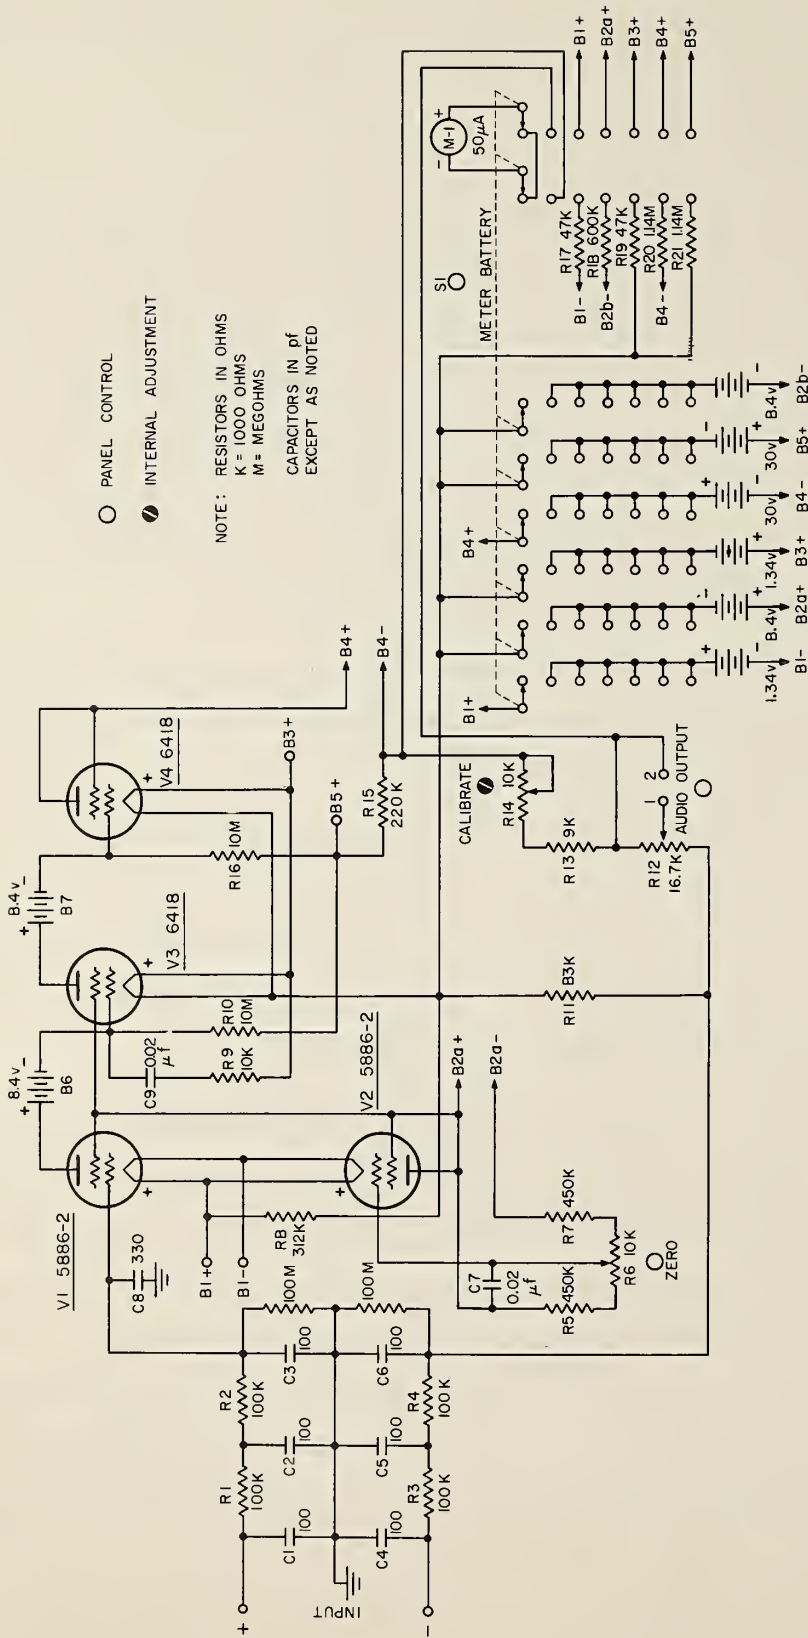 ○ PANEL CONTROL
INTERNAL ADJUSTMENT
NOTE: RESISTORS IN OHMS
K = 1000 OHMS
M = MEGOHMS
CAPACITORS IN pf
EXCEPT AS NOTED
INPUT
+
-
R1
100K
R2
100K
R3
100K
R4
100K
C1
100
C2
100
C3
100
C4
100
C5
100
C6
100
100M
100M
V1 5886-2
C8
330
B1+
B1-
R8
312K
8.4v
+
-
B6
V2 5886-2
+
+
C7
0.02
μf
R5
450K
R6 10K
R7
450K
ZERO
B2a+
B2a-
C9
0.02
μf
R9
10K
R10
10M
V3 6418
+
8.4v
+
-
B7
V4 6418
+
R16 10M
B5+
B3+
R15
220K
B4+
B4-
R11 83K
CALIBRATE
R14 10K
R13 9K
R12
16.7K
1 2
AUDIO OUTPUT
B1+
B4+
+
-
1.34v
B1-
-
+
8.4v
B2a+
+
1.34v
B3+
+
-
30v
B4-
-
+
30v
B5+
+
-
8.4v
B2b-
METER BATTERY
S1
-
M-1
+
50μA
B1-
R17 47K
B2b-
R18 600K
R19 47K
B4-
R20 1.14M
R21 1.14M
B1+
B2a+
B3+
B4+
B5+